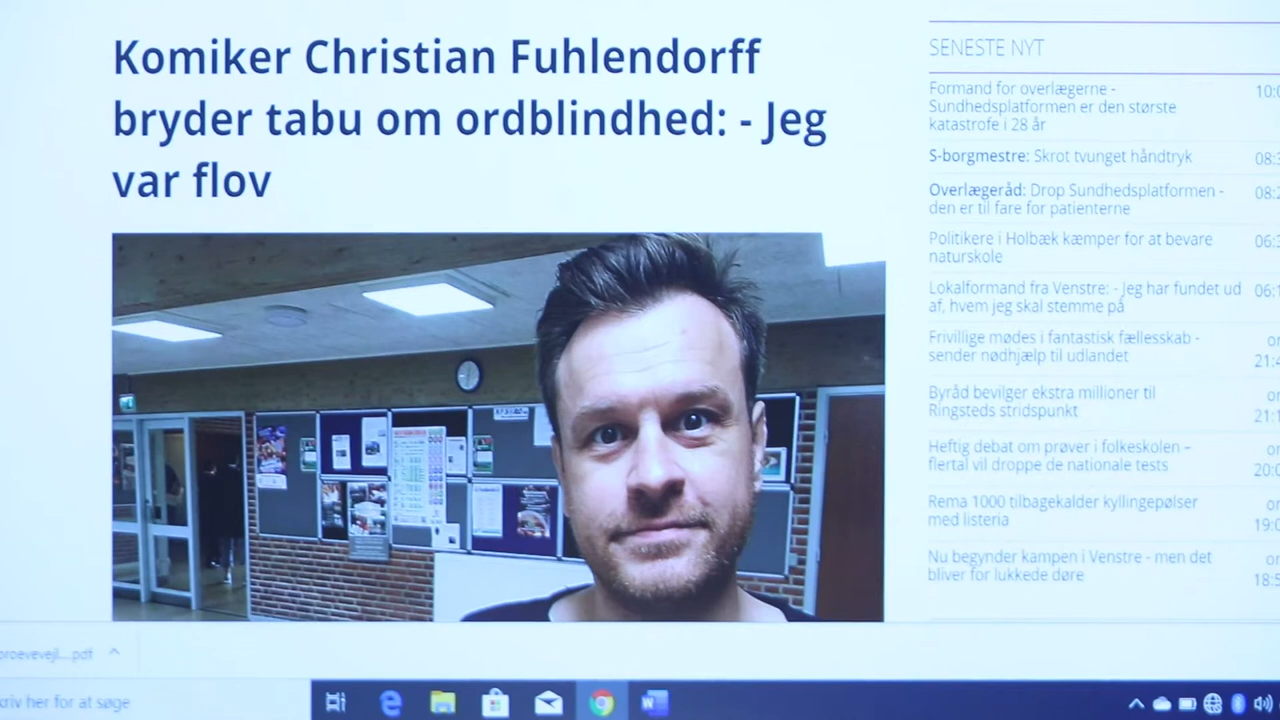 Komiker Christian Fuhlendorff
bryder tabu om ordblindhed: - Jeg
var flov
SENESTE NYT
Formand for overlægerne -
Sundhedsplatformen er den største
katastrofe i 28 år
S-borgmestre: Skrot tvunget håndtryk
Overlægeråd: Drop Sundhedsplatformen -
den er til fare for patienterne
Politikere i Holbæk kæmper for at bevare
naturskole
Lokalformand fra Venstre: - Jeg har fundet ud
af, hvem jeg skal stemme på
Frivillige mødes i fantastisk fællesskab -
sender nødhjælp til udlandet
Byråd bevilger ekstra millioner til
Ringsteds stridspunkt
Heftig debat om prøver i folkeskolen –
flertal vil droppe de nationale tests
Rema 1000 tilbagekalder kyllingepølser
med listeria
Nu begynder kampen i Venstre - men det
bliver for lukkede døre
her for at søge